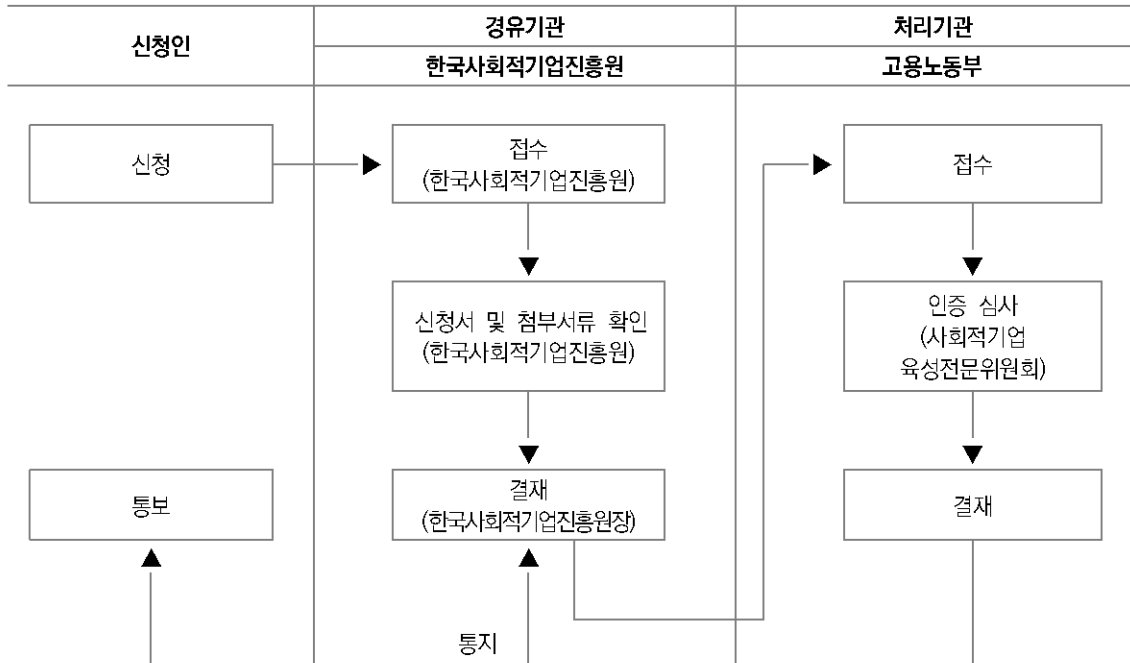 신청인
경유기관
처리기관
한국사회적기업진흥원
고용노동부
신청
접수
(한국사회적기업진흥원)
접수
신청서 및 첨부서류 확인
(한국사회적기업진흥원)
인증 심사
(사회적기업
육성전문위원회)
통보
결재
(한국사회적기업진흥원장)
결재
통지